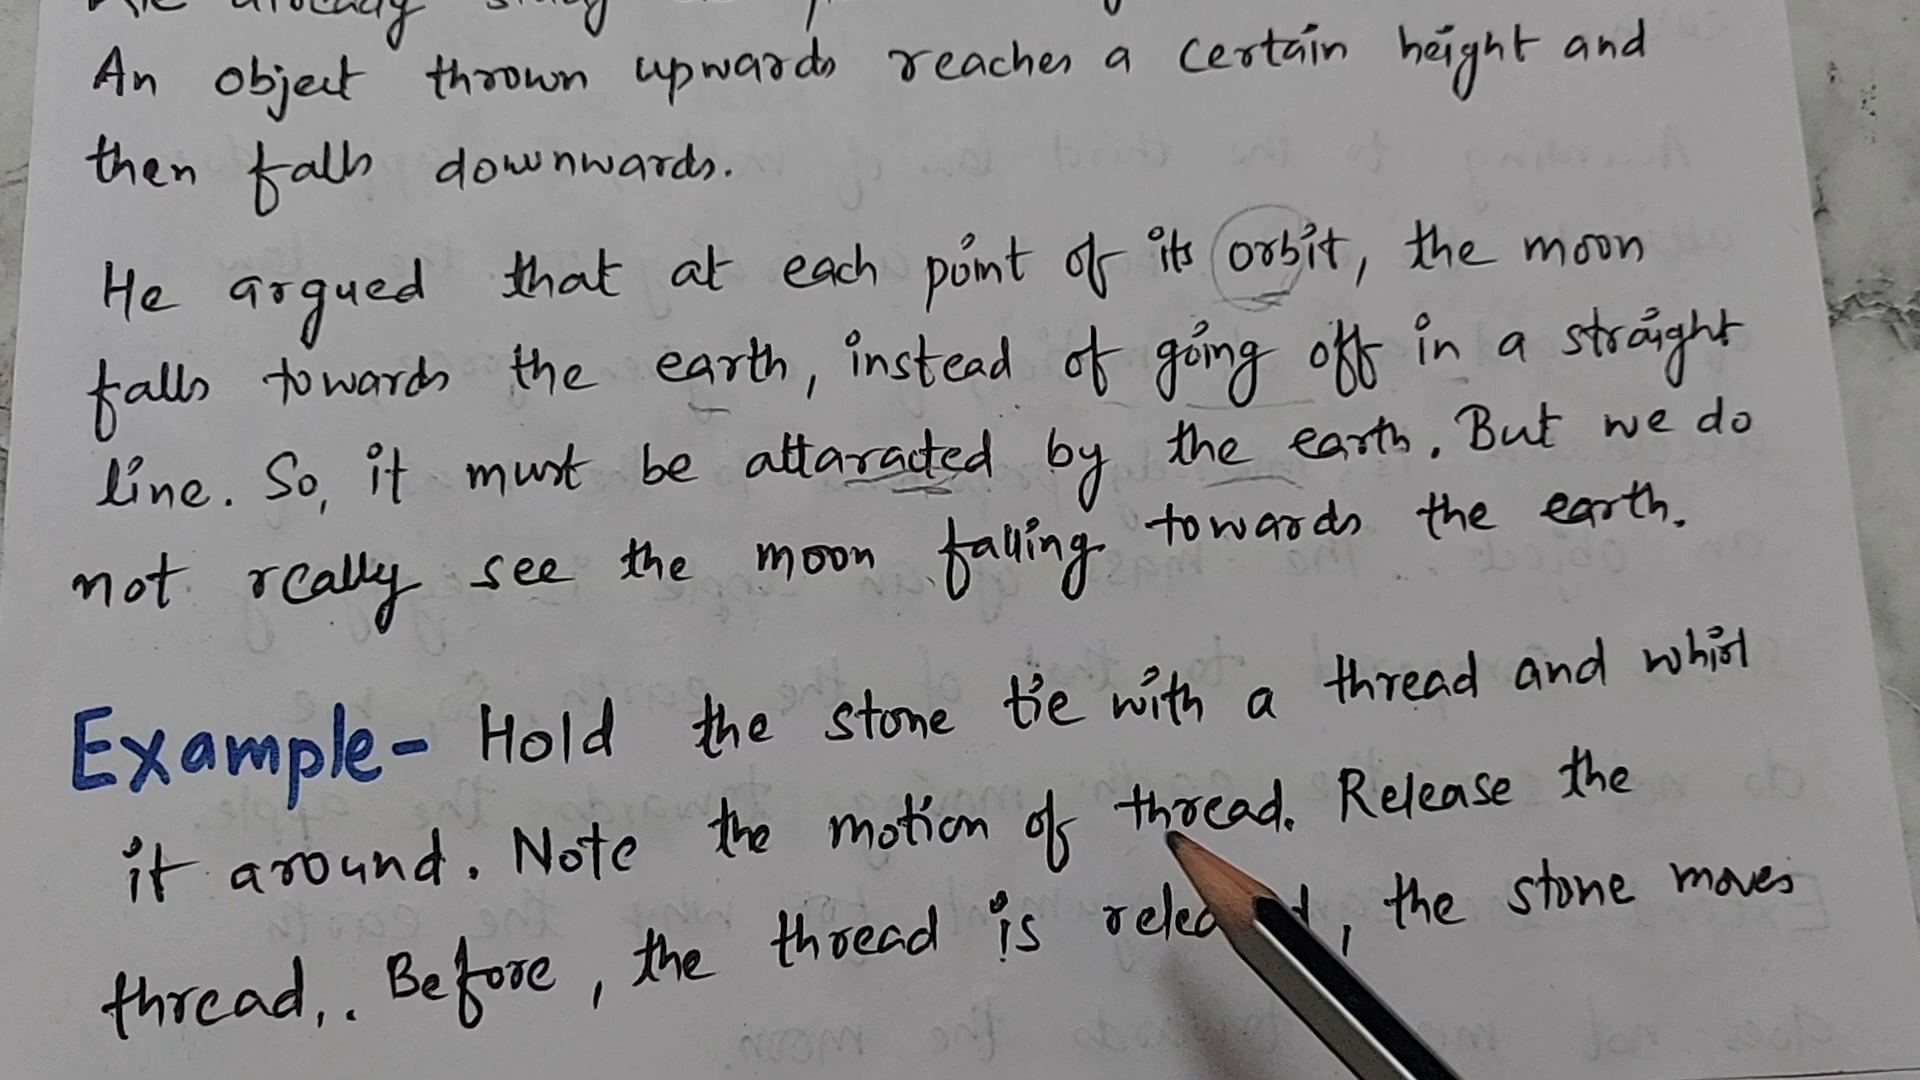 An object thrown upwards reaches a certain height and
then falls downwards.
He argued that at each point of its orbit, the moon
falls towards the earth, instead of going off in a straight
line. So, it must be attaracted by the earth. But we do
not really see the moon falling towards the earth.
Example- Hold the stone tie with a thread and whirl
it around. Note the motion of thread. Release the
thread,. Before, the thread is the stone moves